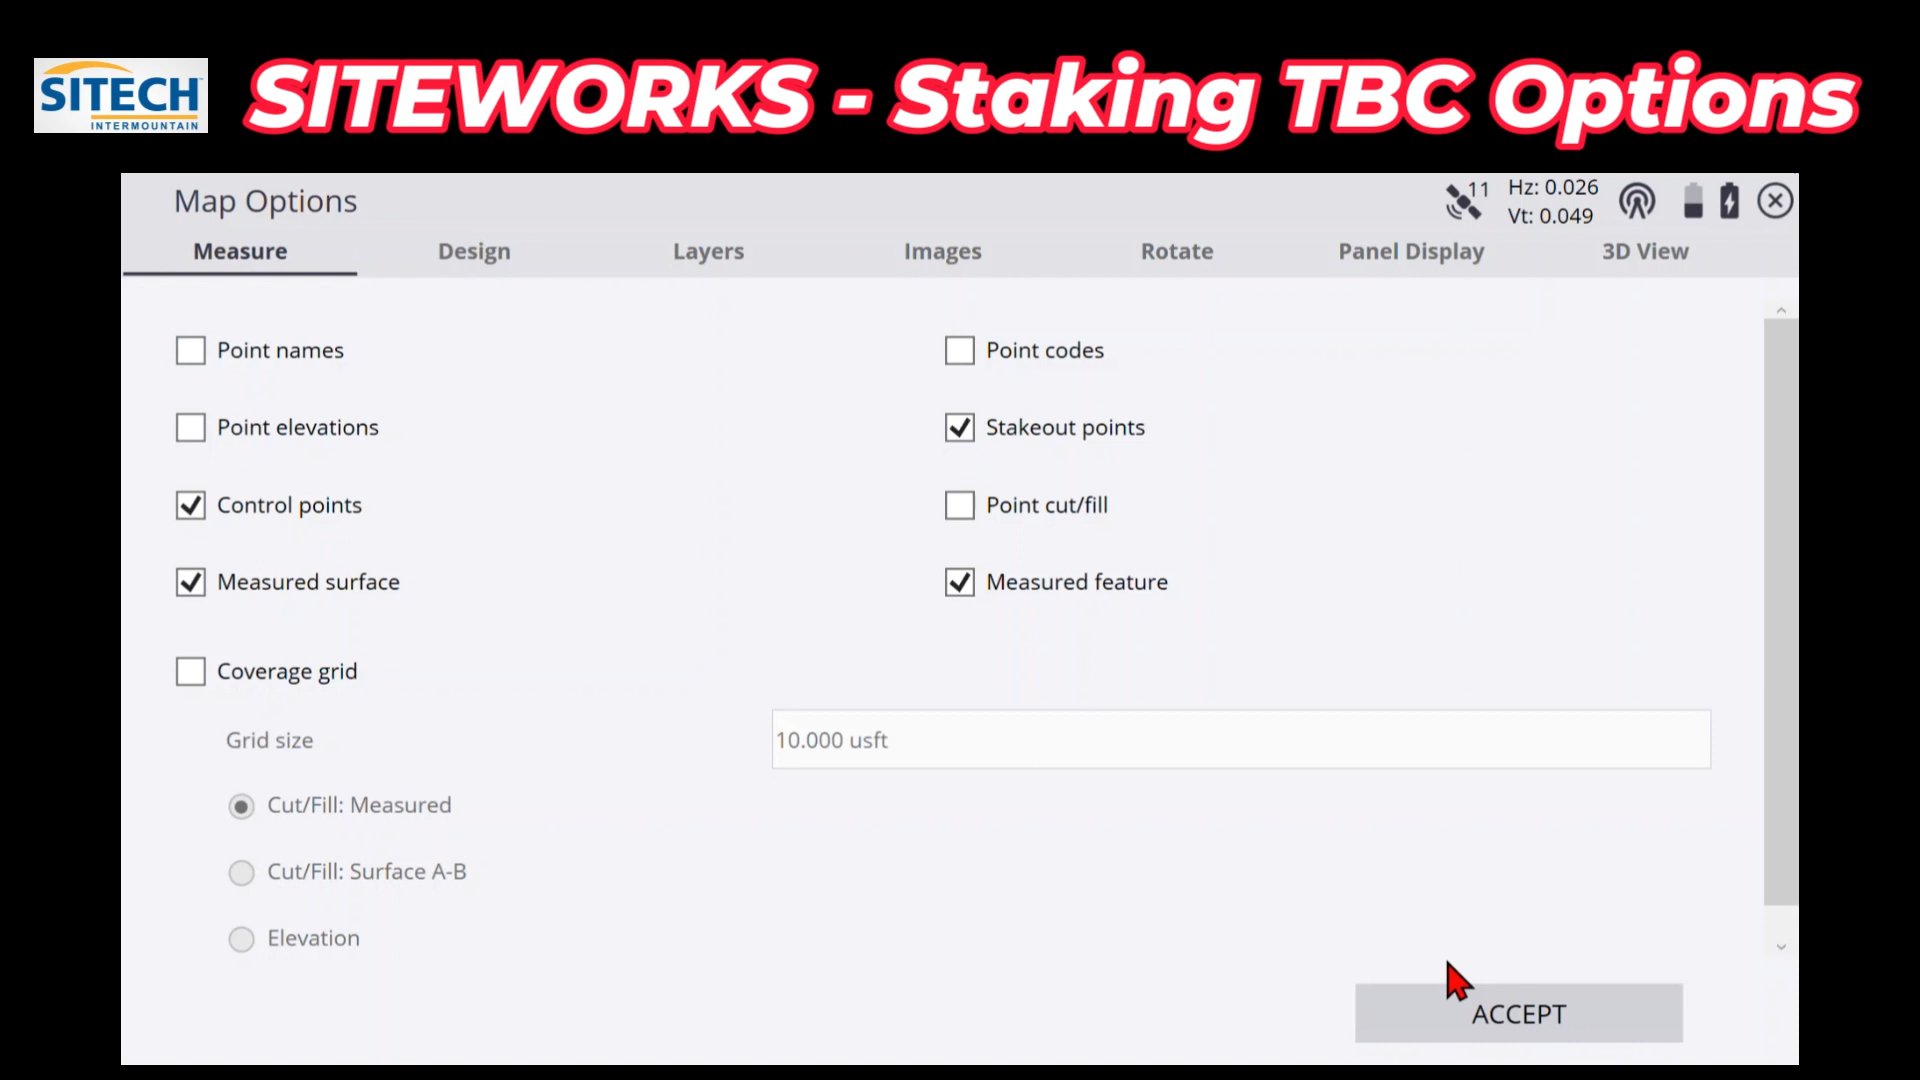 SITECH
INTERMOUNTAIN
SITEWORKS - Staking TBC Options
Map Options
11
Hz: 0.026
Vt: 0.049
Measure
Design
Layers
Images
Rotate
Panel Display
3D View
Point names
Point codes
Point elevations
Stakeout points
Control points
Point cut/fill
Measured surface
Measured feature
Coverage grid
Grid size
10.000 usft
Cut/Fill: Measured
Cut/Fill: Surface A-B
Elevation
ACCEPT